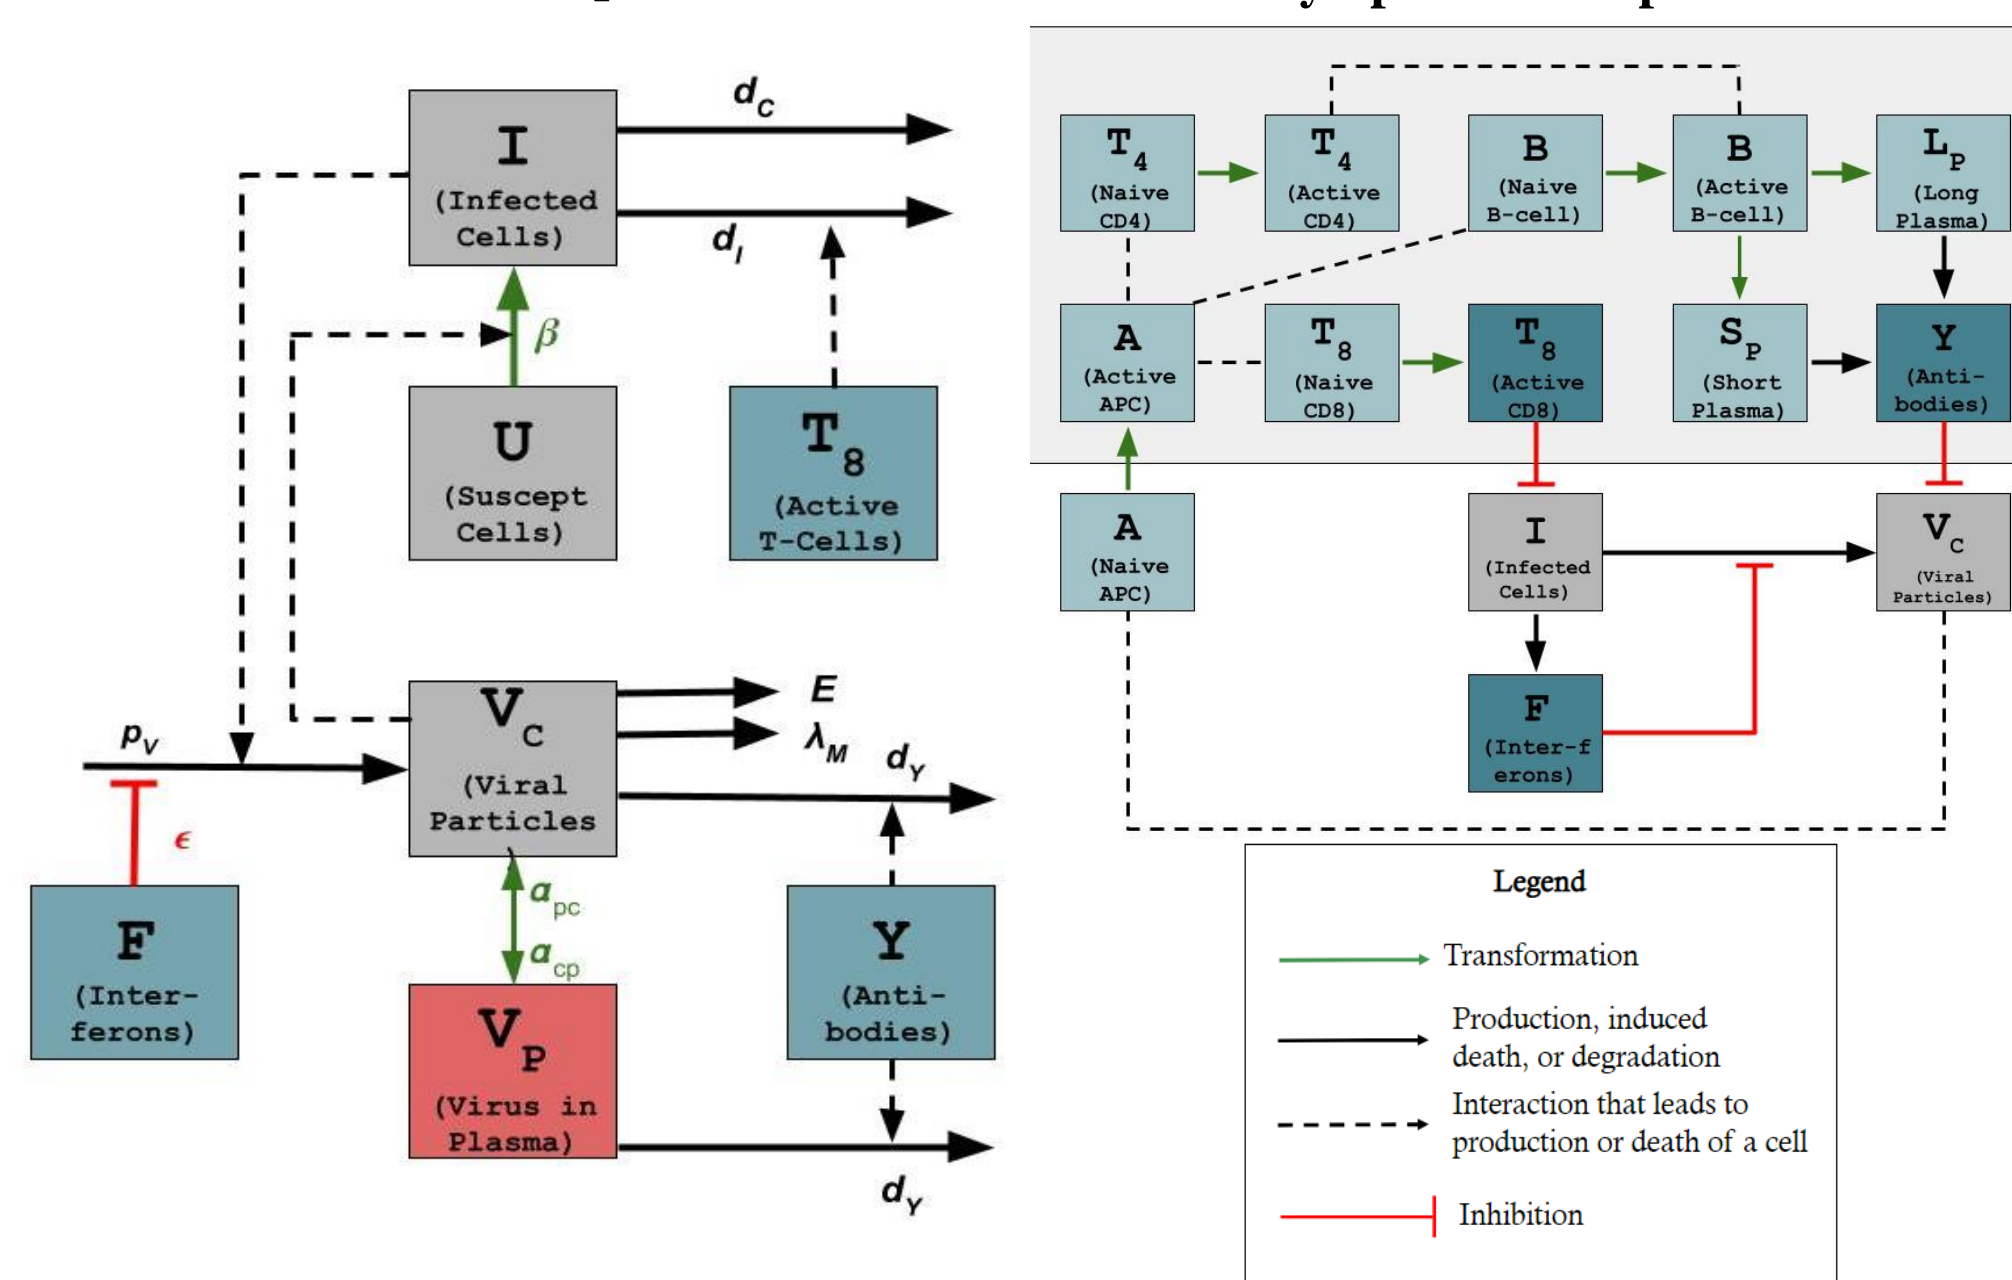 I
(Infected
Cells)
d_C
d_I
β
U
(Suscept
Cells)
T_8
(Active
T-Cells)
p_V
ϵ
F
(Inter-
ferons)
V_C
(Viral
Particles
)
E
λ_M
d_Y
α_pc
α_cp
V_P
(Virus in
Plasma)
Y
(Anti-
bodies)
d_Y
T_4
(Naive
CD4)
T_4
(Active
CD4)
B
(Naive
B-cell)
B
(Active
B-cell)
L_P
(Long
Plasma)
A
(Active
APC)
T_8
(Naive
CD8)
T_8
(Active
CD8)
S_P
(Short
Plasma)
Y
(Anti-
bodies)
A
(Naive
APC)
I
(Infected
Cells)
V_C
(Viral
Particles)
F
(Inter-f
erons)
Legend
Transformation
Production, induced
death, or degradation
Interaction that leads to
production or death of a cell
Inhibition